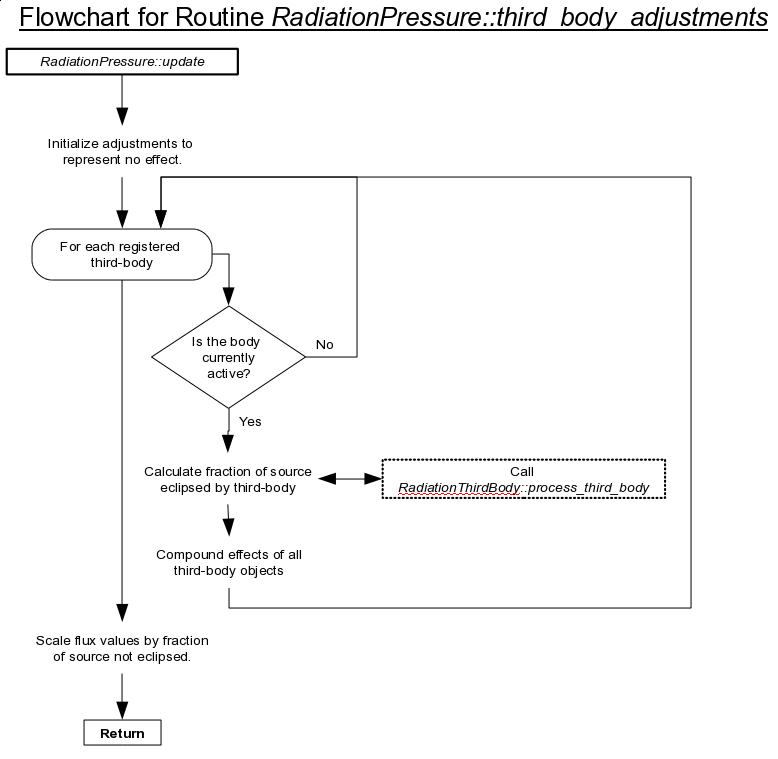 Flowchart for Routine RadiationPressure::third_body_adjustments
RadiationPressure::update
Initialize adjustments to
represent no effect.
For each registered
third-body
Is the body
currently
active?
No
Yes
Calculate fraction of source
eclipsed by third-body
Call
RadiationThirdBody::process_third_body
Compound effects of all
third-body objects
Scale flux values by fraction
of source not eclipsed.
Return